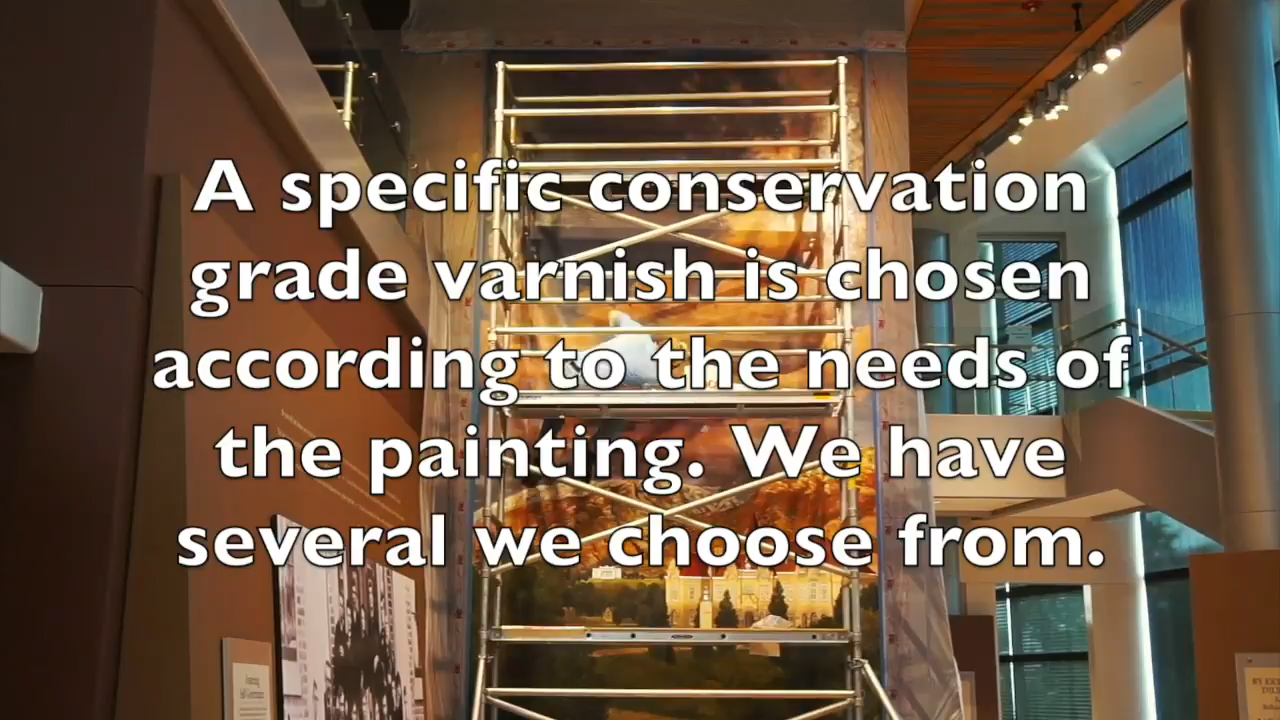 A specific conservation
grade varnish is chosen
according to the needs of
the painting. We have
several we choose from.